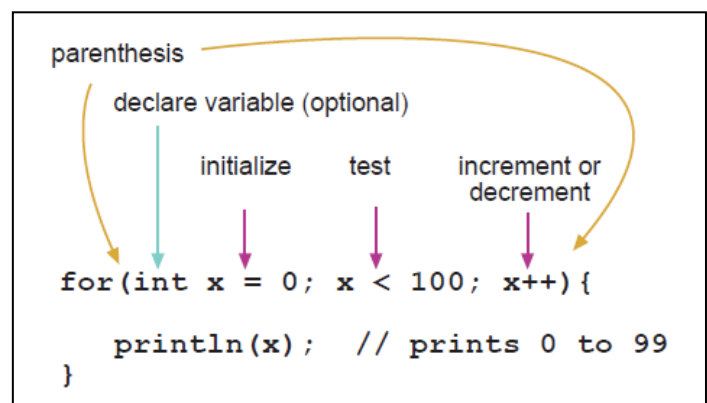 parenthesis
declare variable (optional)
initialize
test
increment or
decrement
for(int x = 0; x < 100; x++){
println(x);  // prints 0 to 99
}